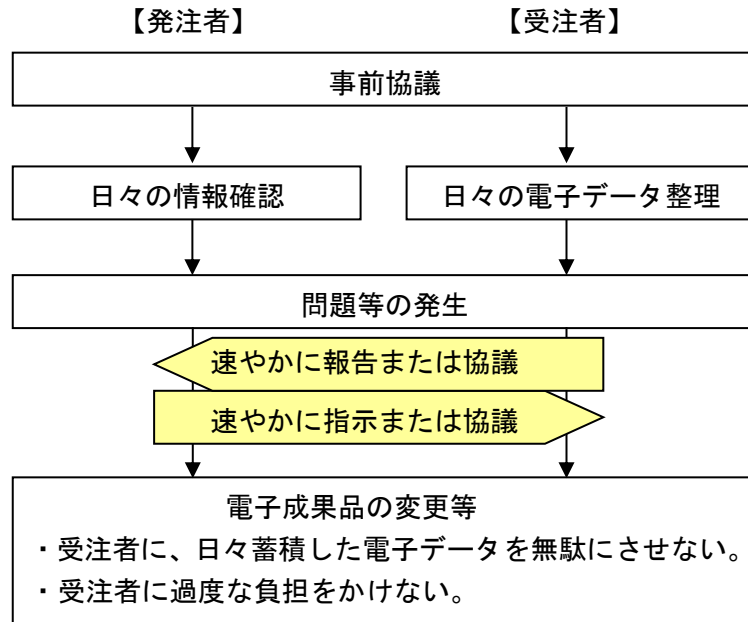 【発注者】
【受注者】
事前協議
日々の情報確認
日々の電子データ整理
問題等の発生
速やかに報告または協議
速やかに指示または協議
電子成果品の変更等
・受注者に、日々蓄積した電子データを無駄にさせない。
・受注者に過度な負担をかけない。